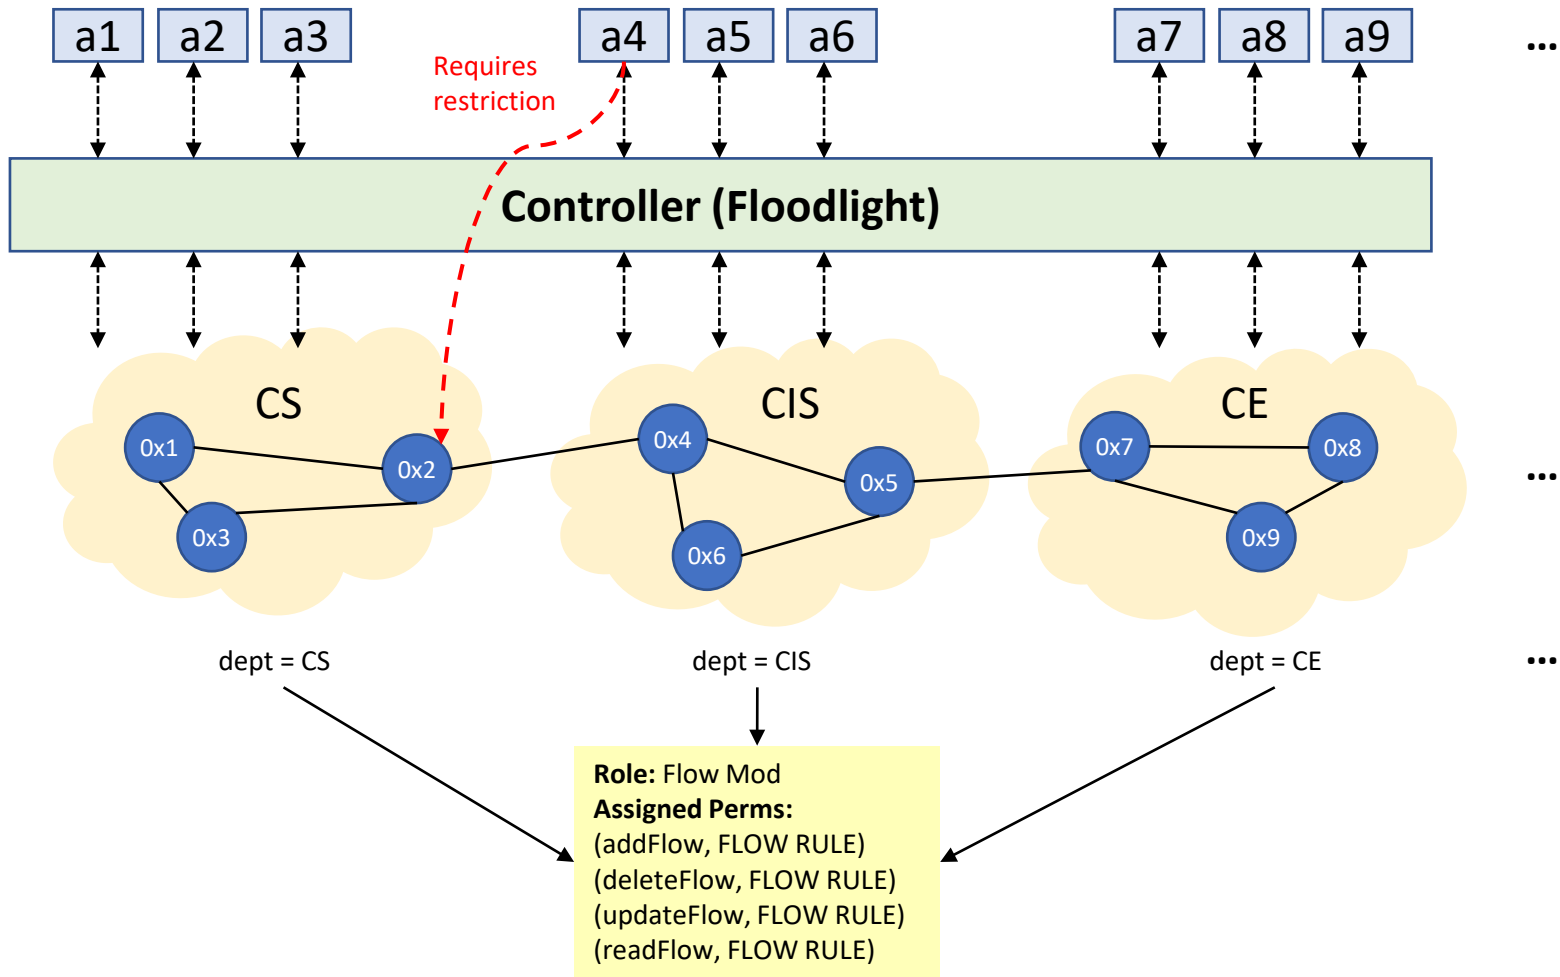 a1 a2 a3 a4 a5 a6 a7 a8 a9 ...
Requires
restriction
Controller (Floodlight)
CS CIS CE
0x1 0x2 0x3 0x4 0x5 0x6 0x7 0x8 0x9 ...
dept = CS dept = CIS dept = CE ...
Role: Flow Mod
Assigned Perms:
(addFlow, FLOW RULE)
(deleteFlow, FLOW RULE)
(updateFlow, FLOW RULE)
(readFlow, FLOW RULE)